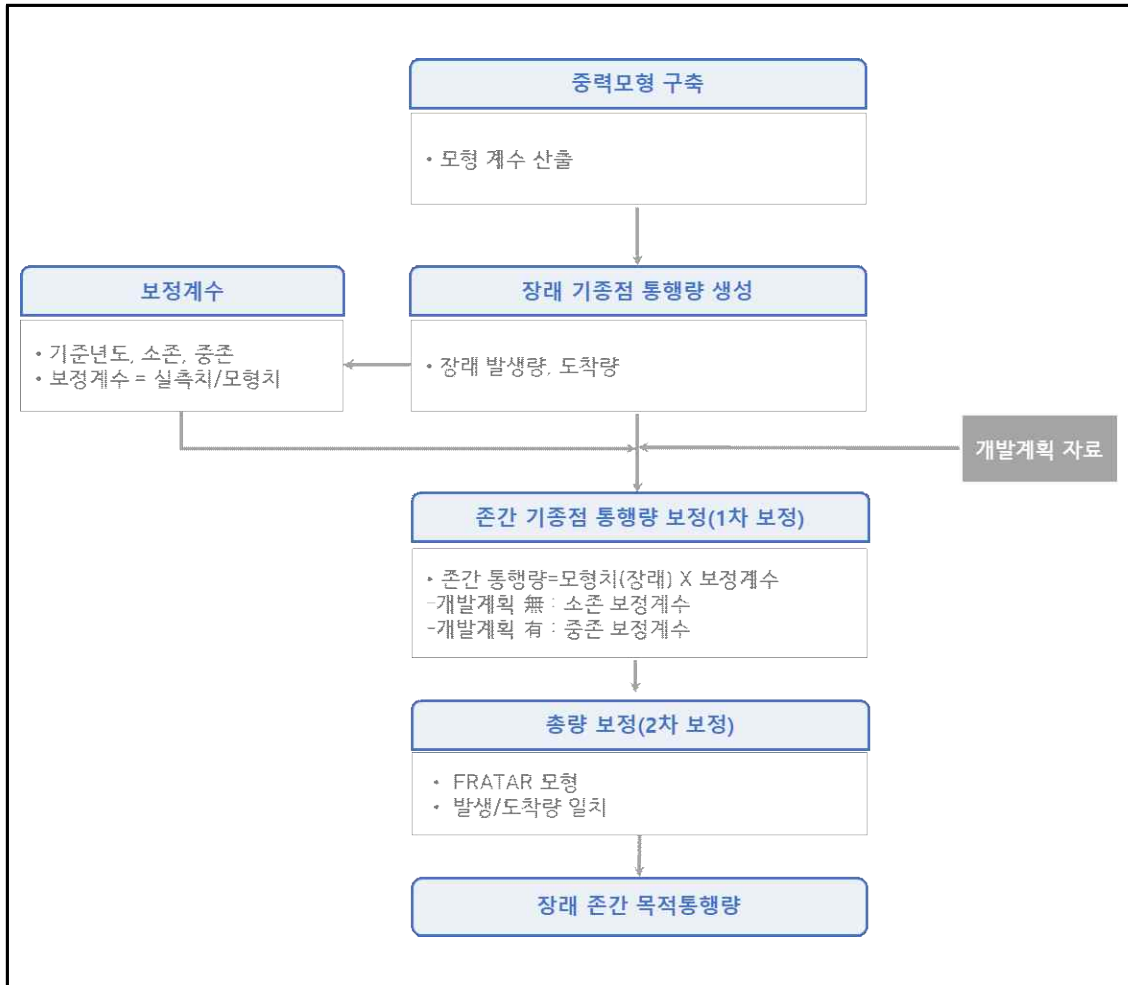 중력모형 구축
• 모형 계수 산출
보정계수
• 기준년도, 소존, 중존
• 보정계수 = 실측치/모형치
장래 기종점 통행량 생성
• 장래 발생량, 도착량
개발계획 자료
존간 기종점 통행량 보정(1차 보정)
• 존간 통행량=모형치(장래) X 보정계수
-개발계획 無 : 소존 보정계수
-개발계획 有 : 중존 보정계수
총량 보정(2차 보정)
• FRATAR 모형
• 발생/도착량 일치
장래 존간 목적통행량